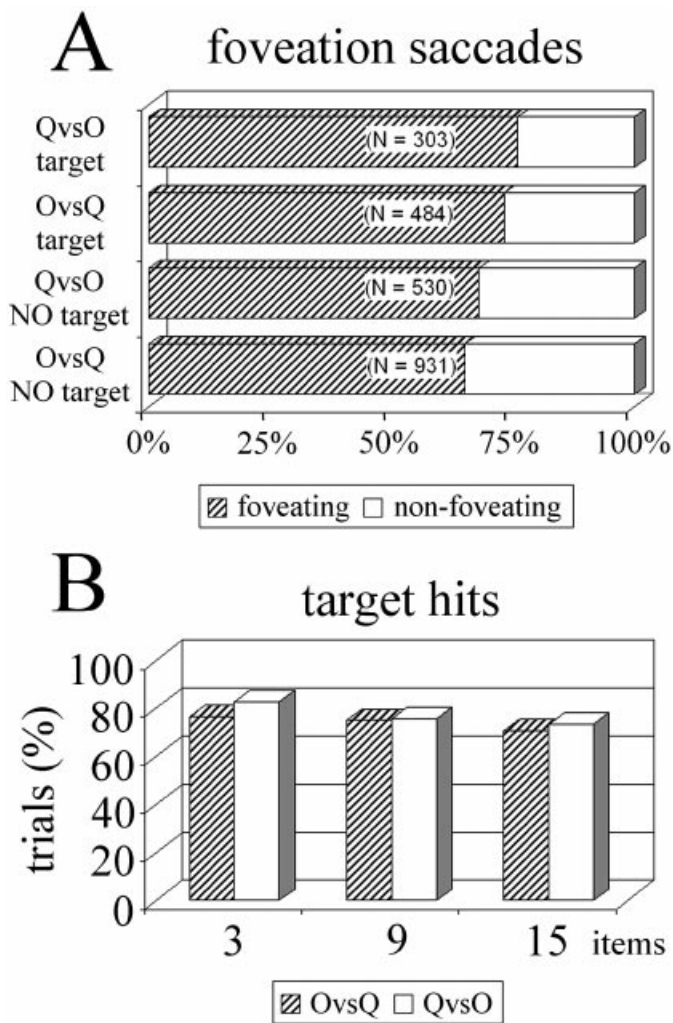 A foveation saccades
QvsO
target
(N = 303)
OvsQ
target
(N = 484)
QvsO
NO target
(N = 530)
OvsQ
NO target
(N = 931)
0% 25% 50% 75% 100%
foveating non-foveating
B target hits
trials (%)
100
80
60
40
20
0
3 9 15 items
OvsQ QvsO